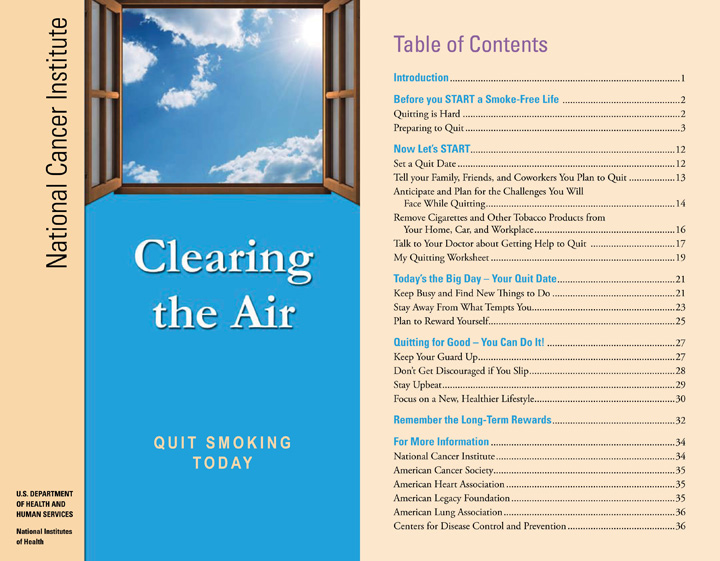 National Cancer Institute
Clearing
the Air
QUIT SMOKING
TODAY
U.S. DEPARTMENT
OF HEALTH AND
HUMAN SERVICES
National Institutes
of Health
Table of Contents
Introduction ........ 1
Before you START a Smoke-Free Life ........ 2
Quitting is Hard ........ 2
Preparing to Quit ........ 3
Now Let's START ........ 12
Set a Quit Date ........ 12
Tell your Family, Friends, and Coworkers You Plan to Quit ........ 13
Anticipate and Plan for the Challenges You Will
Face While Quitting ........ 14
Remove Cigarettes and Other Tobacco Products from
Your Home, Car, and Workplace ........ 16
Talk to Your Doctor about Getting Help to Quit ........ 17
My Quitting Worksheet ........ 19
Today's the Big Day – Your Quit Date ........ 21
Keep Busy and Find New Things to Do ........ 21
Stay Away From What Tempts You ........ 23
Plan to Reward Yourself ........ 25
Quitting for Good – You Can Do It! ........ 27
Keep Your Guard Up ........ 27
Don't Get Discouraged if You Slip ........ 28
Stay Upbeat ........ 29
Focus on a New, Healthier Lifestyle ........ 30
Remember the Long-Term Rewards ........ 32
For More Information ........ 34
National Cancer Institute ........ 34
American Cancer Society ........ 35
American Heart Association ........ 35
American Legacy Foundation ........ 35
American Lung Association ........ 36
Centers for Disease Control and Prevention ........ 36